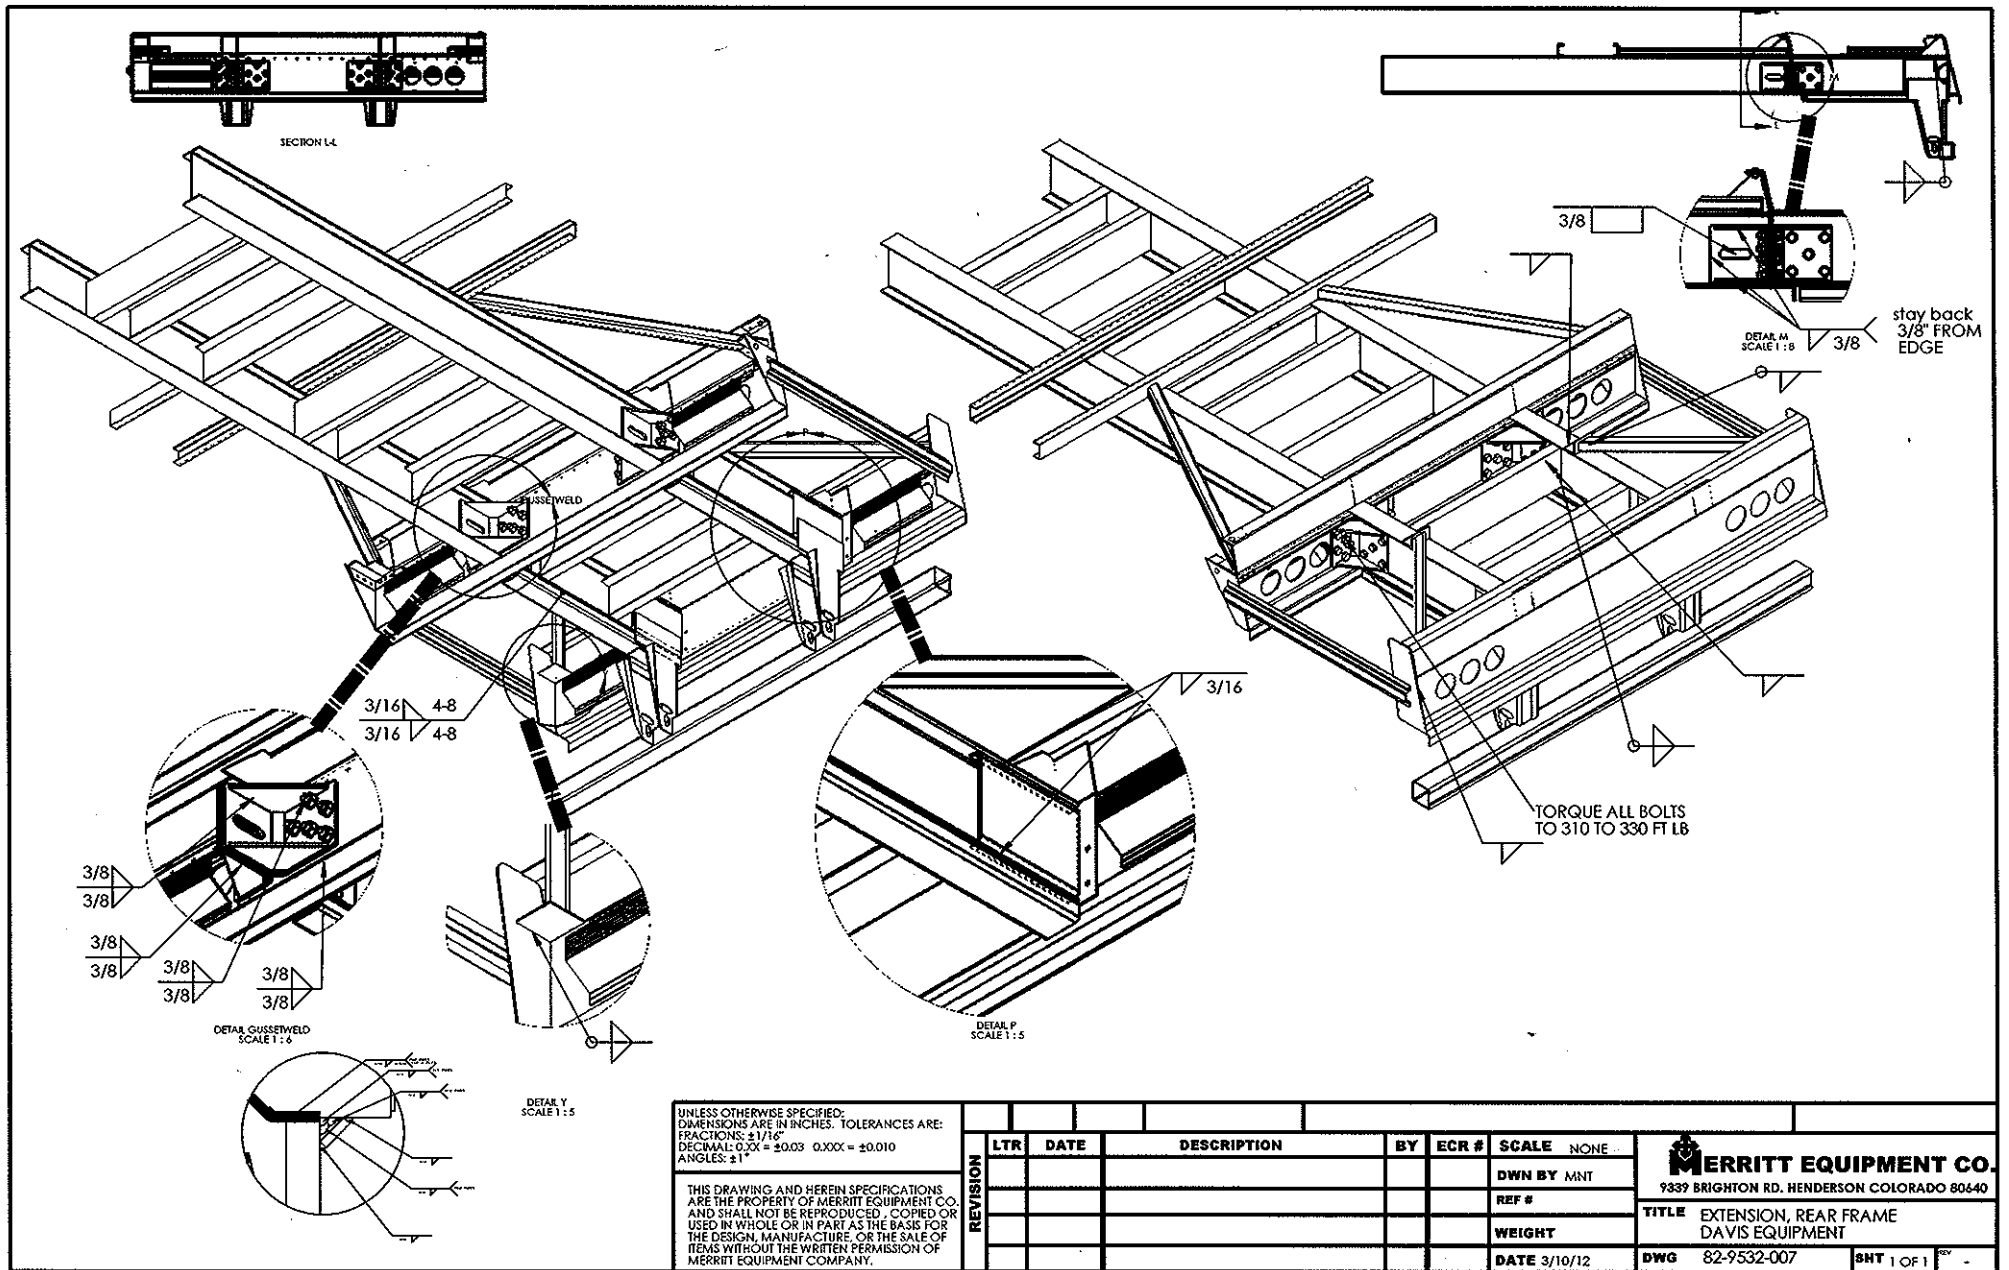 SECTION L-L
L
M
L
3/8
stay back
3/8" FROM
EDGE
DETAIL M
SCALE 1 : 8
3/8
P
GUSSETWELD
3/16 4-8
3/16 4-8
3/16
TORQUE ALL BOLTS
TO 310 TO 330 FT LB
3/8
3/8
3/8
3/8
3/8
3/8
3/8
3/8
DETAIL GUSSETWELD
SCALE 1 : 6
DETAIL Y
SCALE 1 : 5
DETAIL P
SCALE 1 : 5
UNLESS OTHERWISE SPECIFIED:
DIMENSIONS ARE IN INCHES. TOLERANCES ARE:
FRACTIONS: ±1/16"
DECIMAL: 0.XX = ±0.03 0.XXX = ±0.010
ANGLES: ±1°
THIS DRAWING AND HEREIN SPECIFICATIONS
ARE THE PROPERTY OF MERRITT EQUIPMENT CO.
AND SHALL NOT BE REPRODUCED , COPIED OR
USED IN WHOLE OR IN PART AS THE BASIS FOR
THE DESIGN, MANUFACTURE, OR THE SALE OF
ITEMS WITHOUT THE WRITTEN PERMISSION OF
MERRITT EQUIPMENT COMPANY.
REVISION
LTR DATE DESCRIPTION BY ECR #
SCALE NONE
DWN BY MNT
REF #
WEIGHT
DATE 3/10/12
MERRITT EQUIPMENT CO.
9339 BRIGHTON RD. HENDERSON COLORADO 80640
TITLE EXTENSION, REAR FRAME
DAVIS EQUIPMENT
DWG 82-9532-007 SHT 1 OF 1 REV -